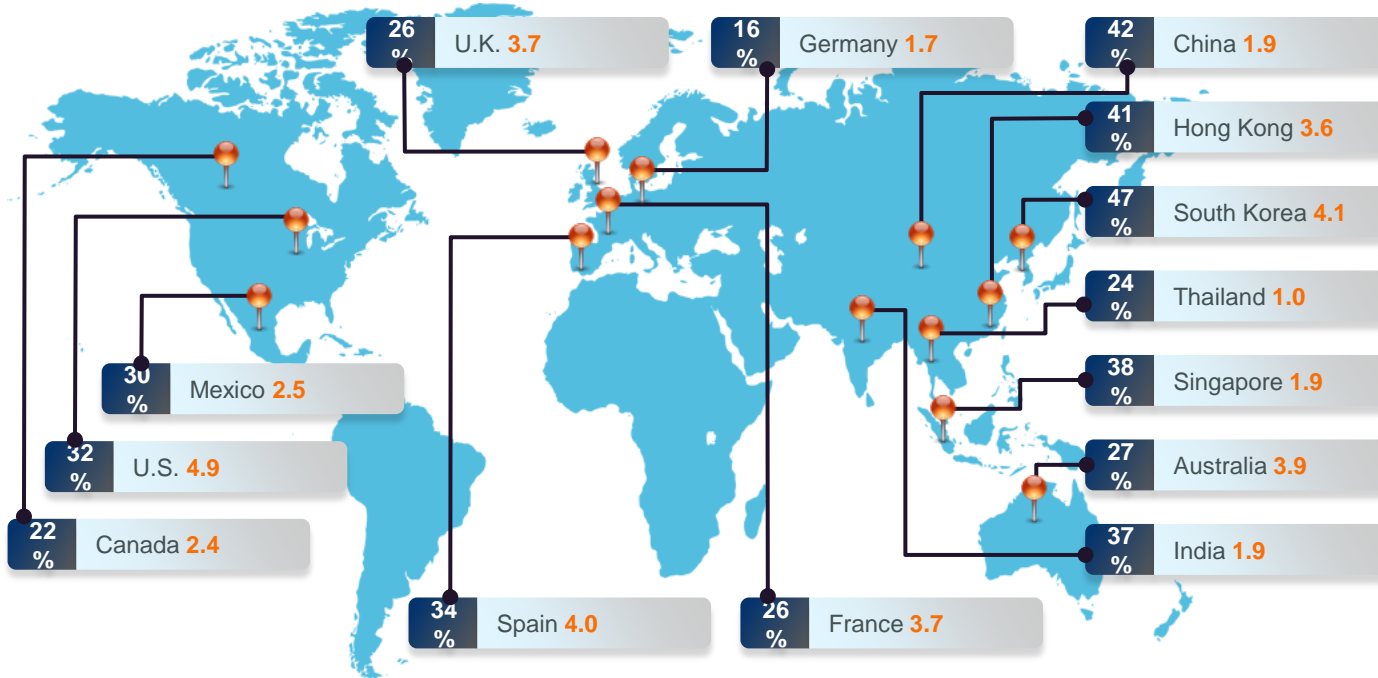 26
%
U.K. 3.7
16
%
Germany 1.7
42
%
China 1.9
41
%
Hong Kong 3.6
47
%
South Korea 4.1
24
%
Thailand 1.0
38
%
Singapore 1.9
27
%
Australia 3.9
37
%
India 1.9
30
%
Mexico 2.5
32
%
U.S. 4.9
22
%
Canada 2.4
34
%
Spain 4.0
26
%
France 3.7